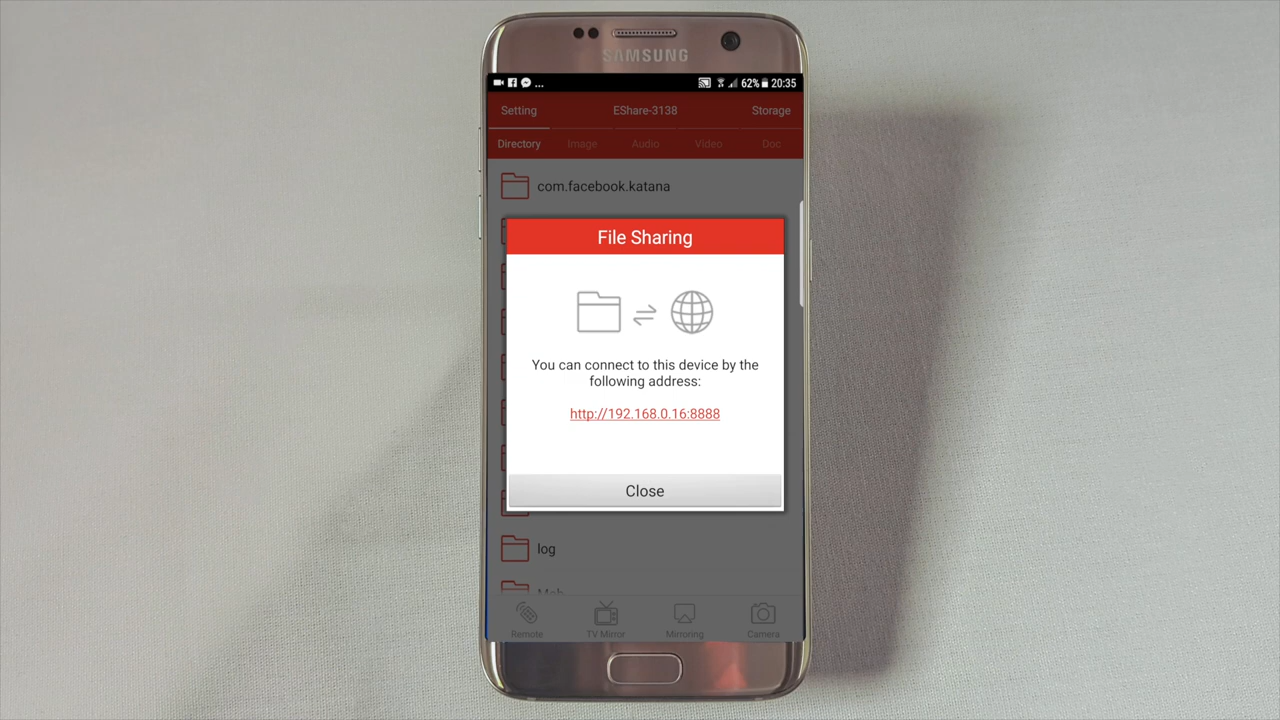 SAMSUNG
... 62% 20:35
Setting EShare-3138 Storage
Directory Image Audio Video Doc
com.facebook.katana
File Sharing
You can connect to this device by the
following address:
http://192.168.0.16:8888
Close
log
Remote TV Mirror Mirroring Camera